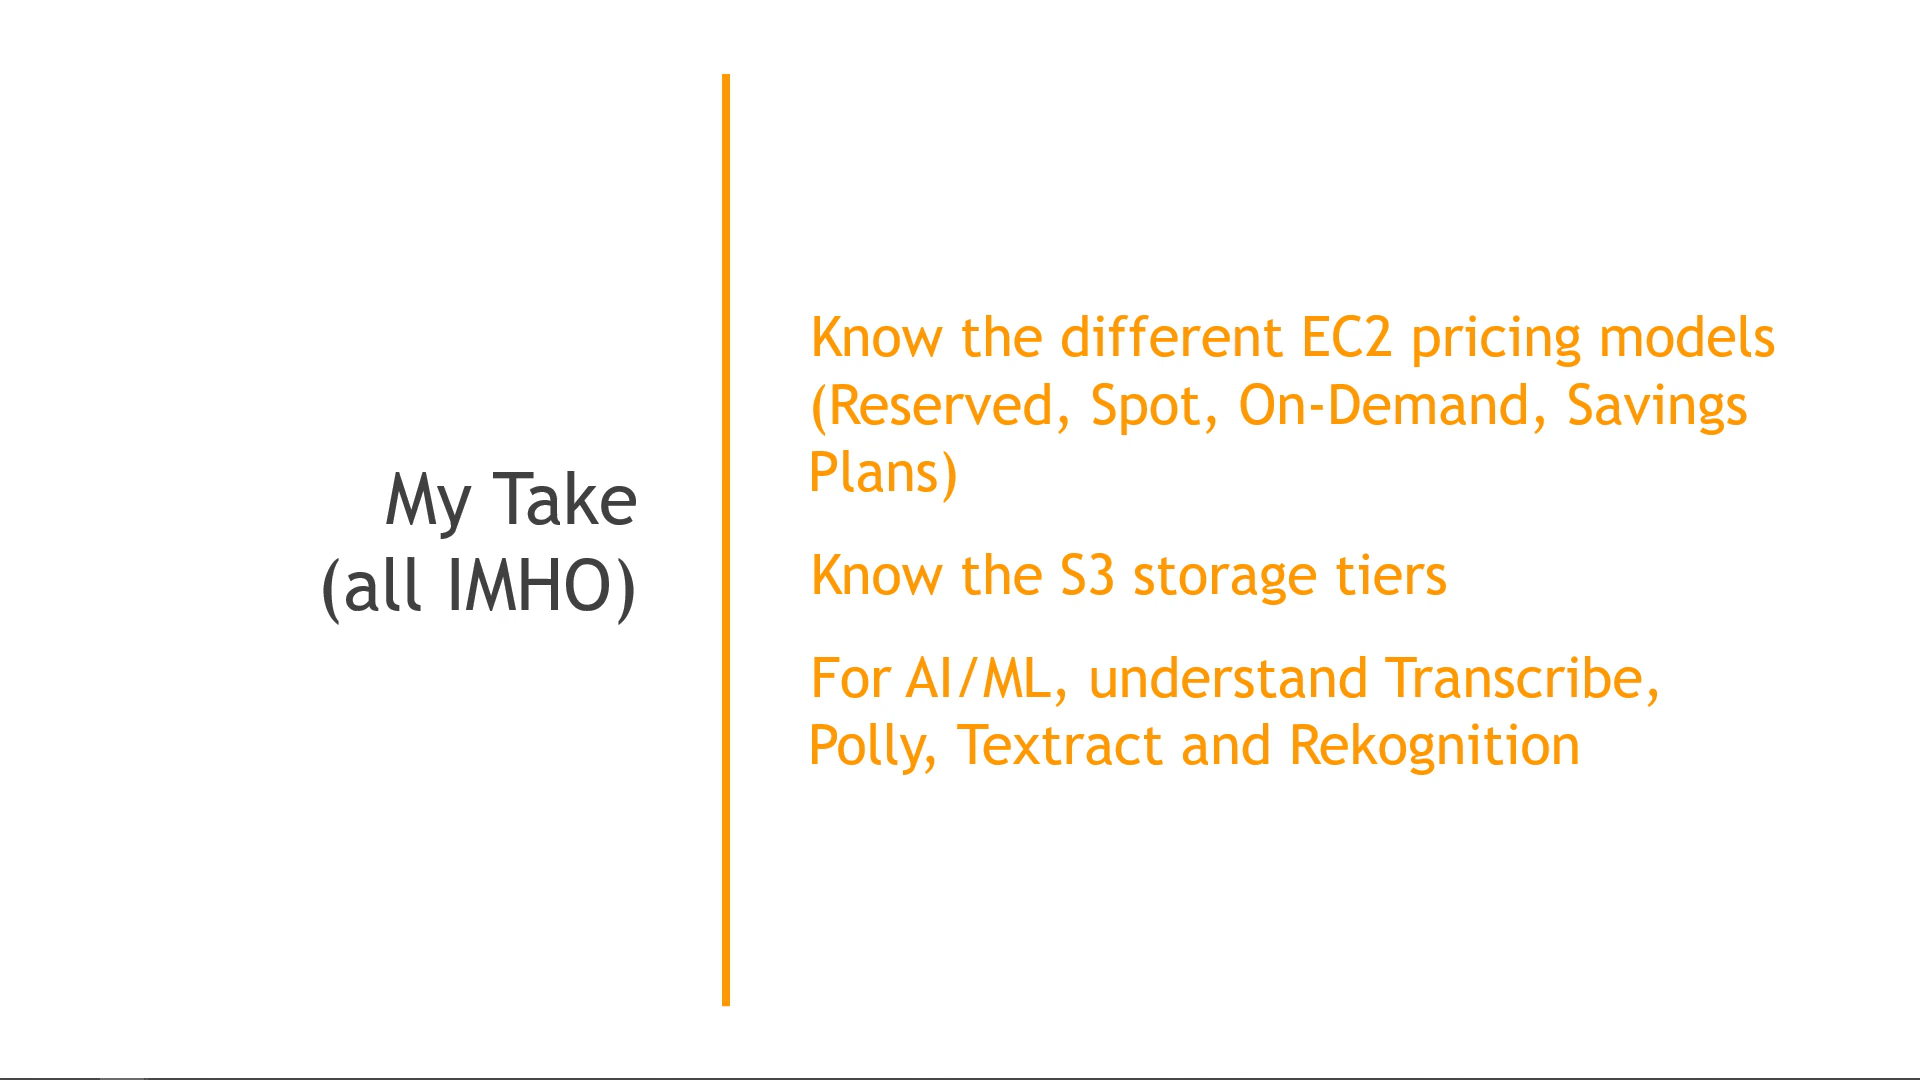 My Take
(all IMHO)
Know the different EC2 pricing models
(Reserved, Spot, On-Demand, Savings
Plans)
Know the S3 storage tiers
For AI/ML, understand Transcribe,
Polly, Textract and Rekognition